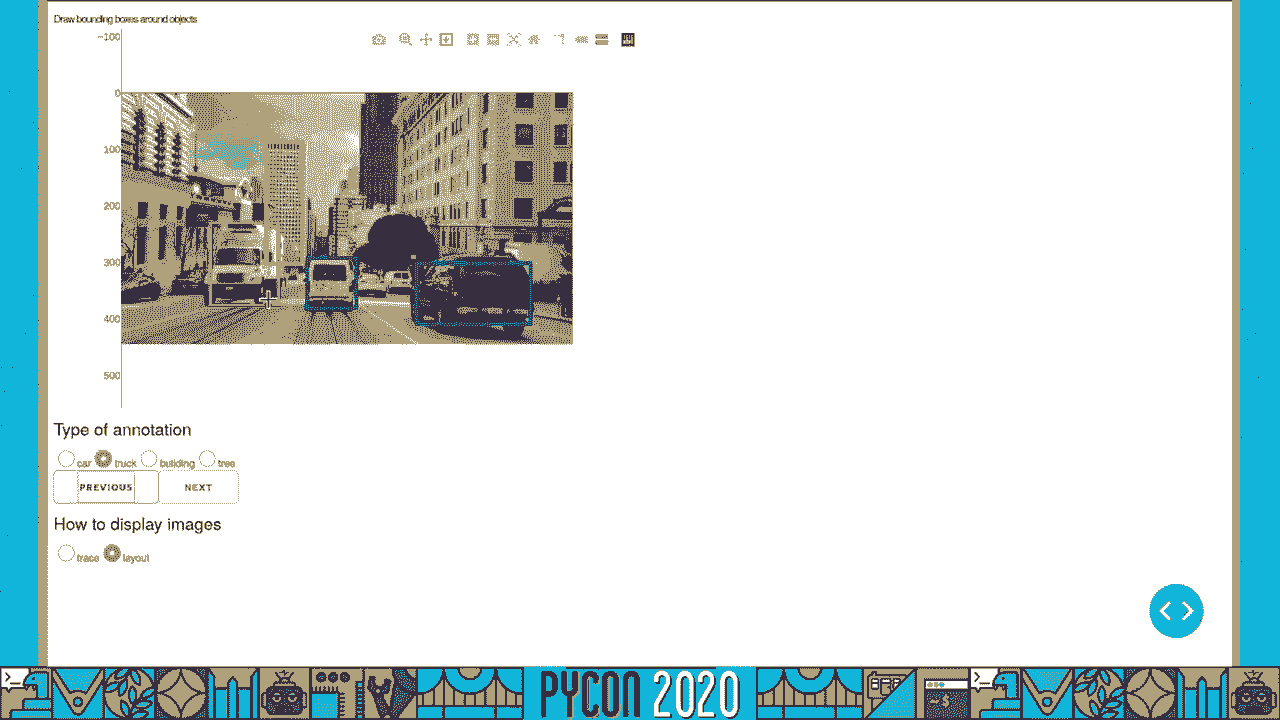 Draw bounding boxes around objects
−100
0
100
200
300
400
500
Type of annotation
car truck building tree
PREVIOUS NEXT
How to display images
trace layout
PYCON 2020